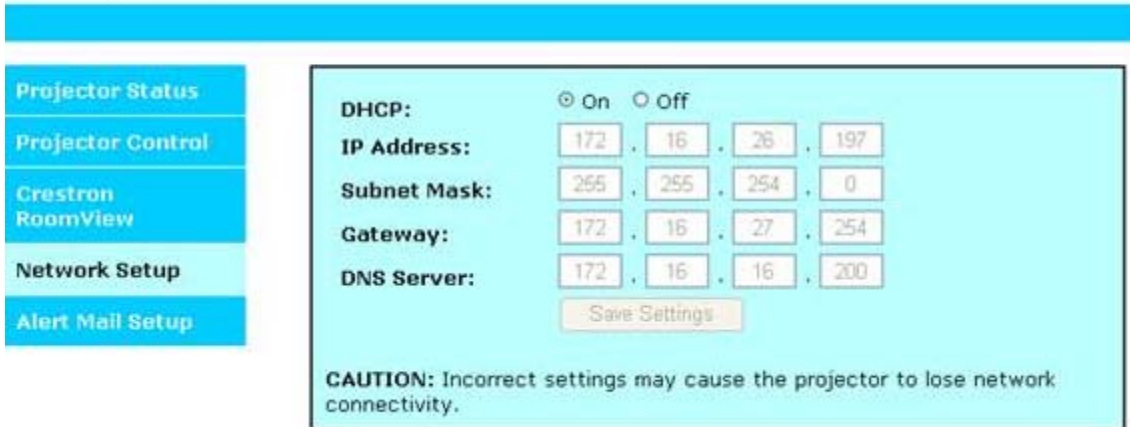 Projector Status
Projector Control
Crestron
RoomView
Network Setup
Alert Mail Setup
DHCP: On Off
IP Address: 172 . 16 . 26 . 197
Subnet Mask: 255 . 255 . 254 . 0
Gateway: 172 . 16 . 27 . 254
DNS Server: 172 . 16 . 16 . 200
Save Settings
CAUTION: Incorrect settings may cause the projector to lose network
connectivity.